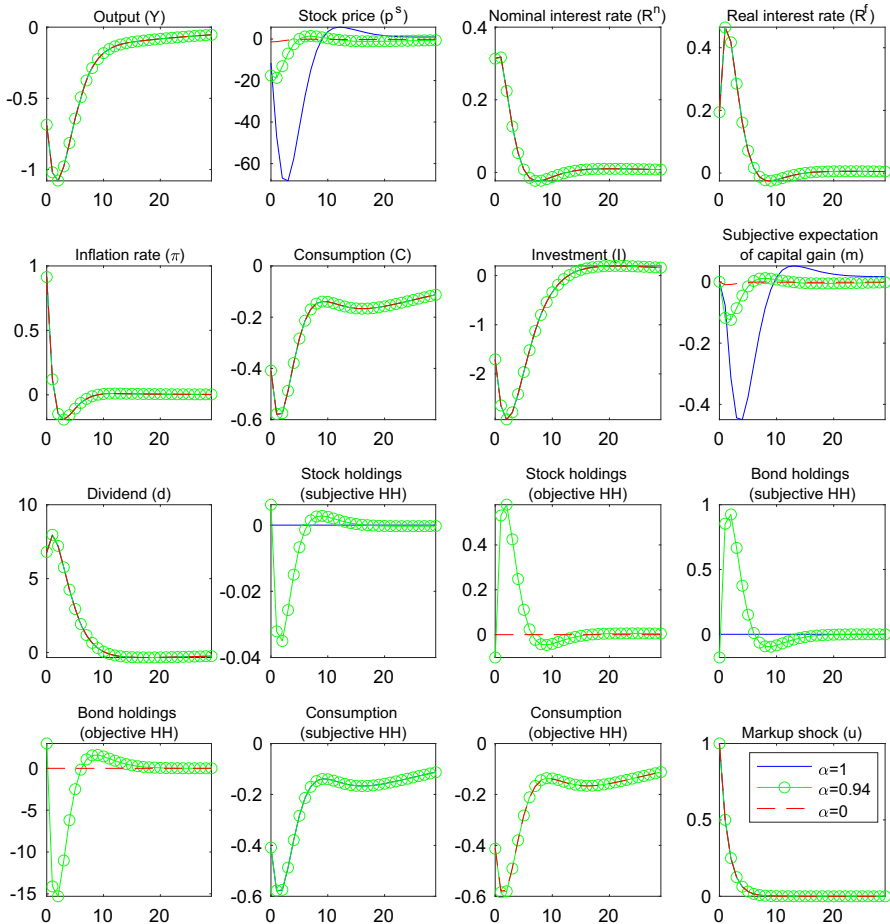 Output (Y)
0
-0.5
-1
0 10 20
Stock price (pˢ)
0
-20
-40
-60
0 10 20
Nominal interest rate (Rⁿ)
0.4
0.2
0
0 10 20
Real interest rate (Rᶠ)
0.4
0.2
0
0 10 20
Inflation rate (π)
1
0.5
0
0 10 20
Consumption (C)
0
-0.2
-0.4
-0.6
0 10 20
Investment (I)
0
-1
-2
0 10 20
Subjective expectation
of capital gain (m)
0
-0.2
-0.4
0 10 20
Dividend (d)
10
5
0
0 10 20
Stock holdings
(subjective HH)
0
-0.02
-0.04
0 10 20
Stock holdings
(objective HH)
0.4
0.2
0
0 10 20
Bond holdings
(subjective HH)
1
0.5
0
0 10 20
Bond holdings
(objective HH)
0
-5
-10
-15
0 10 20
Consumption
(subjective HH)
0
-0.2
-0.4
-0.6
0 10 20
Consumption
(objective HH)
0
-0.2
-0.4
-0.6
0 10 20
Markup shock (u)
1
0.5
0
0 10 20
α=1
α=0.94
α=0